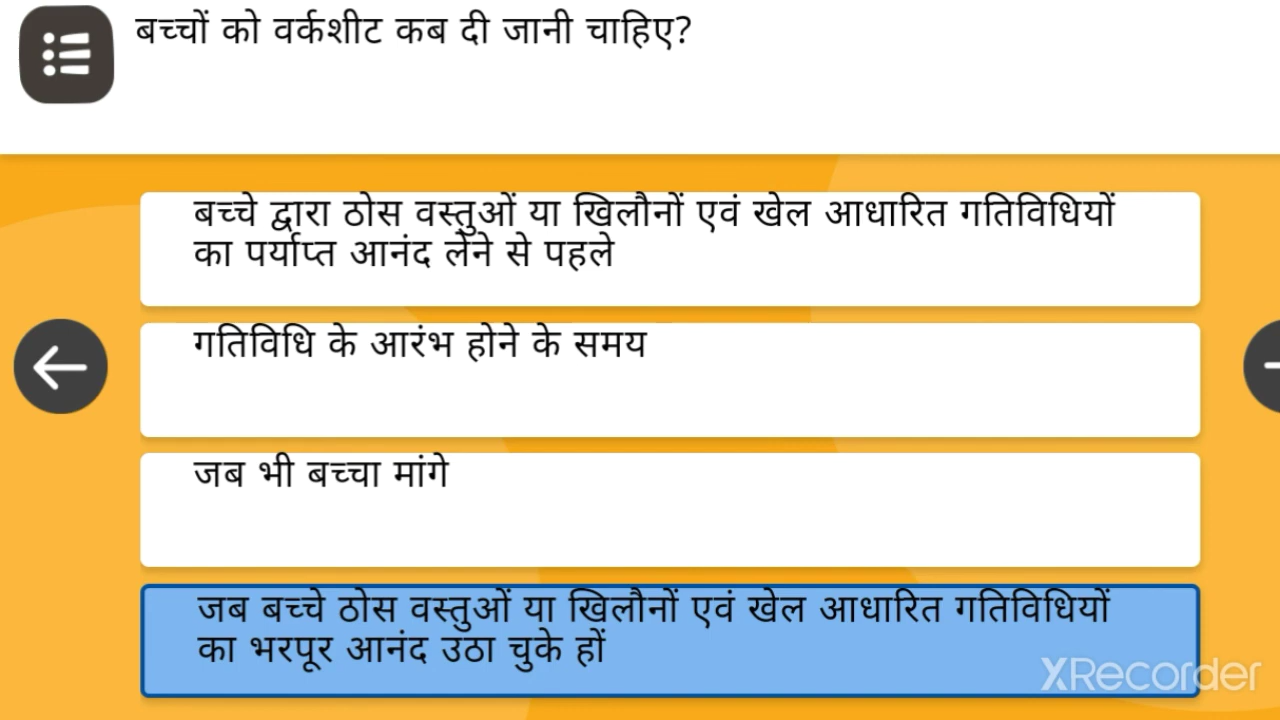 बच्चों को वर्कशीट कब दी जानी चाहिए?
बच्चे द्वारा ठोस वस्तुओं या खिलौनों एवं खेल आधारित गतिविधियों
का पर्याप्त आनंद लेने से पहले
गतिविधि के आरंभ होने के समय
जब भी बच्चा मांगे
जब बच्चे ठोस वस्तुओं या खिलौनों एवं खेल आधारित गतिविधियों
का भरपूर आनंद उठा चुके हों
XRecorder